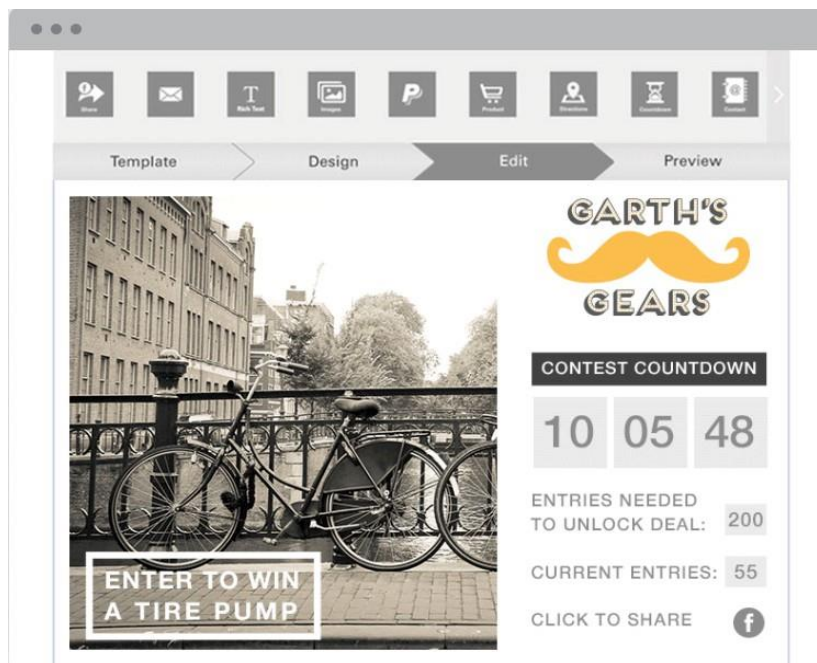 Share
Rich Text
Images
Product
Directions
Countdown
Contact
Template
Design
Edit
Preview
GARTH'S
GEARS
CONTEST COUNTDOWN
10 05 48
ENTRIES NEEDED
TO UNLOCK DEAL: 200
CURRENT ENTRIES: 55
CLICK TO SHARE f
ENTER TO WIN
A TIRE PUMP